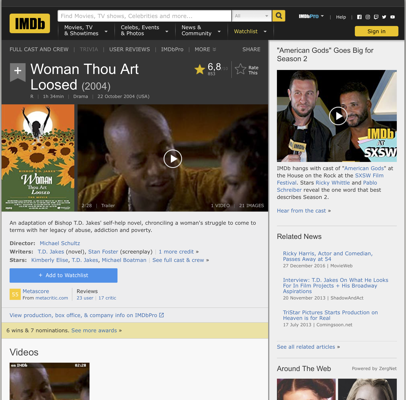 IMDb
Find Movies, TV shows, Celebrities and more...
All
IMDbPro
Help
Movies, TV
& Showtimes
Celebs, Events
& Photos
News &
Community
Watchlist
Sign in
FULL CAST AND CREW | TRIVIA | USER REVIEWS | IMDbPro | MORE
SHARE
Woman Thou Art
Loosed (2004)
6,8
Rate
This
R | 1h 34min | Drama | 22 October 2004 (USA)
WOMAN
Thou Art
Loosed
2:26 | Trailer
1 VIDEO | 31 IMAGES
An adaptation of Bishop T.D. Jakes' self-help novel, chronciling a woman's struggle to come to
terms with her legacy of abuse, addiction and poverty.
Director: Michael Schultz
Writers: T.D. Jakes (novel), Stan Foster (screenplay) | 1 more credit »
Stars: Kimberly Elise, T.D. Jakes, Michael Boatman | See full cast & crew »
+ Add to Watchlist
Metascore
From metacritic.com
Reviews
23 user | 17 critic
View production, box office, & company info on IMDbPro
6 wins & 7 nominations. See more awards »
Videos
"American Gods" Goes Big for
Season 2
IMDb
at
SXSW
IMDb hangs with cast of "American Gods" at
the House on the Rock at the SXSW Film
Festival. Stars Ricky Whittle and Pablo
Schreiber reveal the one word that best
describes Season 2.
Hear from the cast »
Related News
Ricky Harris, Actor and Comedian,
Passes Away at 54
27 December 2016 | MovieWeb
Interview: T.D. Jakes On What He Looks
For In Film Projects + His Broadway
Aspirations
20 November 2013 | ShadowAndAct
TriStar Pictures Starts Production on
Heaven is for Real
17 July 2013 | Comingsoon.net
See all related articles »
Around The Web
Powered by ZergNet